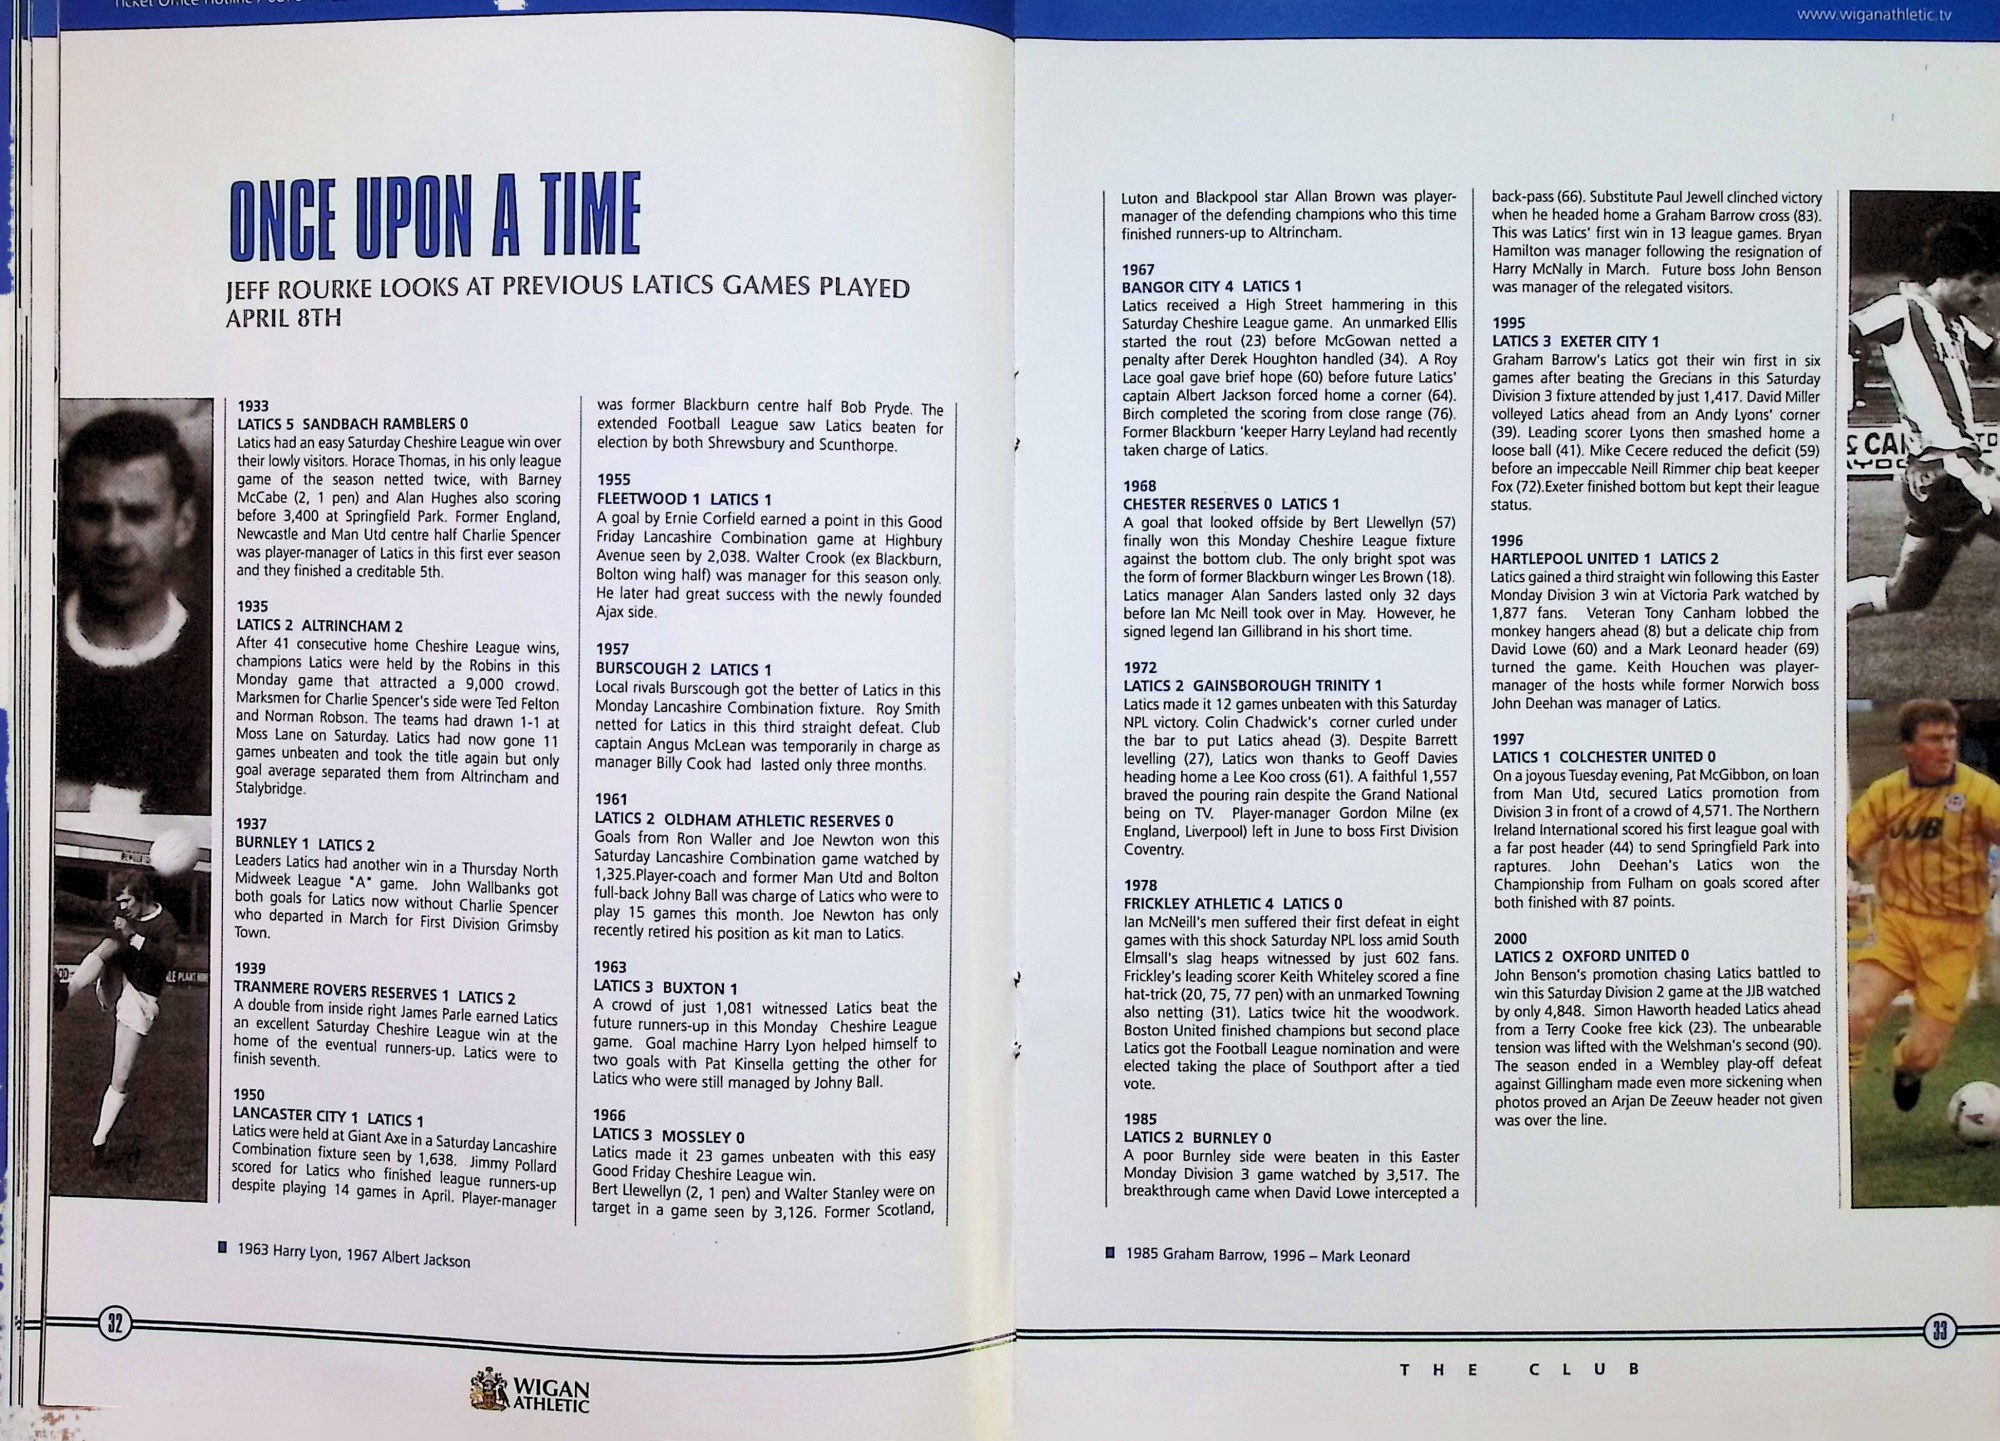 www.wiganathletic.tv
ONCE UPON A TIME
JEFF ROURKE LOOKS AT PREVIOUS LATICS GAMES PLAYED
APRIL 8TH
1933
LATICS 5 SANDBACH RAMBLERS 0
Latics had an easy Saturday Cheshire League win over
their lowly visitors. Horace Thomas, in his only league
game of the season netted twice, with Barney
McCabe (2, 1 pen) and Alan Hughes also scoring
before 3,400 at Springfield Park. Former England,
Newcastle and Man Utd centre half Charlie Spencer
was player-manager of Latics in this first ever season
and they finished a creditable 5th.
1935
LATICS 2 ALTRINCHAM 2
After 41 consecutive home Cheshire League wins,
champions Latics were held by the Robins in this
Monday game that attracted a 9,000 crowd.
Marksmen for Charlie Spencer's side were Ted Felton
and Norman Robson. The teams had drawn 1-1 at
Moss Lane on Saturday. Latics had now gone 11
games unbeaten and took the title again but only
goal average separated them from Altrincham and
Stalybridge.
1937
BURNLEY 1 LATICS 2
Leaders Latics had another win in a Thursday North
Midweek League "A" game. John Wallbanks got
both goals for Latics now without Charlie Spencer
who departed in March for First Division Grimsby
Town.
1939
TRANMERE ROVERS RESERVES 1 LATICS 2
A double from inside right James Parle earned Latics
an excellent Saturday Cheshire League win at the
home of the eventual runners-up. Latics were to
finish seventh.
1950
LANCASTER CITY 1 LATICS 1
Latics were held at Giant Axe in a Saturday Lancashire
Combination fixture seen by 1,638. Jimmy Pollard
scored for Latics who finished league runners-up
despite playing 14 games in April. Player-manager
was former Blackburn centre half Bob Pryde. The
extended Football League saw Latics beaten for
election by both Shrewsbury and Scunthorpe.
1955
FLEETWOOD 1 LATICS 1
A goal by Ernie Corfield earned a point in this Good
Friday Lancashire Combination game at Highbury
Avenue seen by 2,038. Walter Crook (ex Blackburn,
Bolton wing half) was manager for this season only.
He later had great success with the newly founded
Ajax side.
1957
BURSCOUGH 2 LATICS 1
Local rivals Burscough got the better of Latics in this
Monday Lancashire Combination fixture. Roy Smith
netted for Latics in this third straight defeat. Club
captain Angus McLean was temporarily in charge as
manager Billy Cook had lasted only three months.
1961
LATICS 2 OLDHAM ATHLETIC RESERVES 0
Goals from Ron Waller and Joe Newton won this
Saturday Lancashire Combination game watched by
1,325.Player-coach and former Man Utd and Bolton
full-back Johny Ball was charge of Latics who were to
play 15 games this month. Joe Newton has only
recently retired his position as kit man to Latics.
1963
LATICS 3 BUXTON 1
A crowd of just 1,081 witnessed Latics beat the
future runners-up in this Monday Cheshire League
game. Goal machine Harry Lyon helped himself to
two goals with Pat Kinsella getting the other for
Latics who were still managed by Johny Ball.
1966
LATICS 3 MOSSLEY 0
Latics made it 23 games unbeaten with this easy
Good Friday Cheshire League win.
Bert Llewellyn (2, 1 pen) and Walter Stanley were on
target in a game seen by 3,126. Former Scotland,
1963 Harry Lyon, 1967 Albert Jackson
32
WIGAN
ATHLETIC
Luton and Blackpool star Allan Brown was player-
manager of the defending champions who this time
finished runners-up to Altrincham.
1967
BANGOR CITY 4 LATICS 1
Latics received a High Street hammering in this
Saturday Cheshire League game. An unmarked Ellis
started the rout (23) before McGowan netted a
penalty after Derek Houghton handled (34). A Roy
Lace goal gave brief hope (60) before future Latics'
captain Albert Jackson forced home a corner (64).
Birch completed the scoring from close range (76).
Former Blackburn 'keeper Harry Leyland had recently
taken charge of Latics.
1968
CHESTER RESERVES 0 LATICS 1
A goal that looked offside by Bert Llewellyn (57)
finally won this Monday Cheshire League fixture
against the bottom club. The only bright spot was
the form of former Blackburn winger Les Brown (18).
Latics manager Alan Sanders lasted only 32 days
before Ian Mc Neill took over in May. However, he
signed legend Ian Gillibrand in his short time.
1972
LATICS 2 GAINSBOROUGH TRINITY 1
Latics made it 12 games unbeaten with this Saturday
NPL victory. Colin Chadwick's corner curled under
the bar to put Latics ahead (3). Despite Barrett
levelling (27), Latics won thanks to Geoff Davies
heading home a Lee Koo cross (61). A faithful 1,557
braved the pouring rain despite the Grand National
being on TV. Player-manager Gordon Milne (ex
England, Liverpool) left in June to boss First Division
Coventry.
1978
FRICKLEY ATHLETIC 4 LATICS 0
Ian McNeill's men suffered their first defeat in eight
games with this shock Saturday NPL loss amid South
Elmsall's slag heaps witnessed by just 602 fans.
Frickley's leading scorer Keith Whiteley scored a fine
hat-trick (20, 75, 77 pen) with an unmarked Towning
also netting (31). Latics twice hit the woodwork.
Boston United finished champions but second place
Latics got the Football League nomination and were
elected taking the place of Southport after a tied
vote.
1985
LATICS 2 BURNLEY 0
A poor Burnley side were beaten in this Easter
Monday Division 3 game watched by 3,517. The
breakthrough came when David Lowe intercepted a
back-pass (66). Substitute Paul Jewell clinched victory
when he headed home a Graham Barrow cross (83).
This was Latics' first win in 13 league games. Bryan
Hamilton was manager following the resignation of
Harry McNally in March. Future boss John Benson
was manager of the relegated visitors.
1995
LATICS 3 EXETER CITY 1
Graham Barrow's Latics got their win first in six
games after beating the Grecians in this Saturday
Division 3 fixture attended by just 1,417. David Miller
volleyed Latics ahead from an Andy Lyons' corner
(39). Leading scorer Lyons then smashed home a
loose ball (41). Mike Cecere reduced the deficit (59)
before an impeccable Neill Rimmer chip beat keeper
Fox (72).Exeter finished bottom but kept their league
status.
1996
HARTLEPOOL UNITED 1 LATICS 2
Latics gained a third straight win following this Easter
Monday Division 3 win at Victoria Park watched by
1,877 fans. Veteran Tony Canham lobbed the
monkey hangers ahead (8) but a delicate chip from
David Lowe (60) and a Mark Leonard header (69)
turned the game. Keith Houchen was player-
manager of the hosts while former Norwich boss
John Deehan was manager of Latics.
1997
LATICS 1 COLCHESTER UNITED 0
On a joyous Tuesday evening, Pat McGibbon, on loan
from Man Utd, secured Latics promotion from
Division 3 in front of a crowd of 4,571. The Northern
Ireland International scored his first league goal with
a far post header (44) to send Springfield Park into
raptures. John Deehan's Latics won the
Championship from Fulham on goals scored after
both finished with 87 points.
2000
LATICS 2 OXFORD UNITED 0
John Benson's promotion chasing Latics battled to
win this Saturday Division 2 game at the JJB watched
by only 4,848. Simon Haworth headed Latics ahead
from a Terry Cooke free kick (23). The unbearable
tension was lifted with the Welshman's second (90).
The season ended in a Wembley play-off defeat
against Gillingham made even more sickening when
photos proved an Arjan De Zeeuw header not given
was over the line.
& CAR
JJB
1985 Graham Barrow, 1996 – Mark Leonard
33
THE CLUB